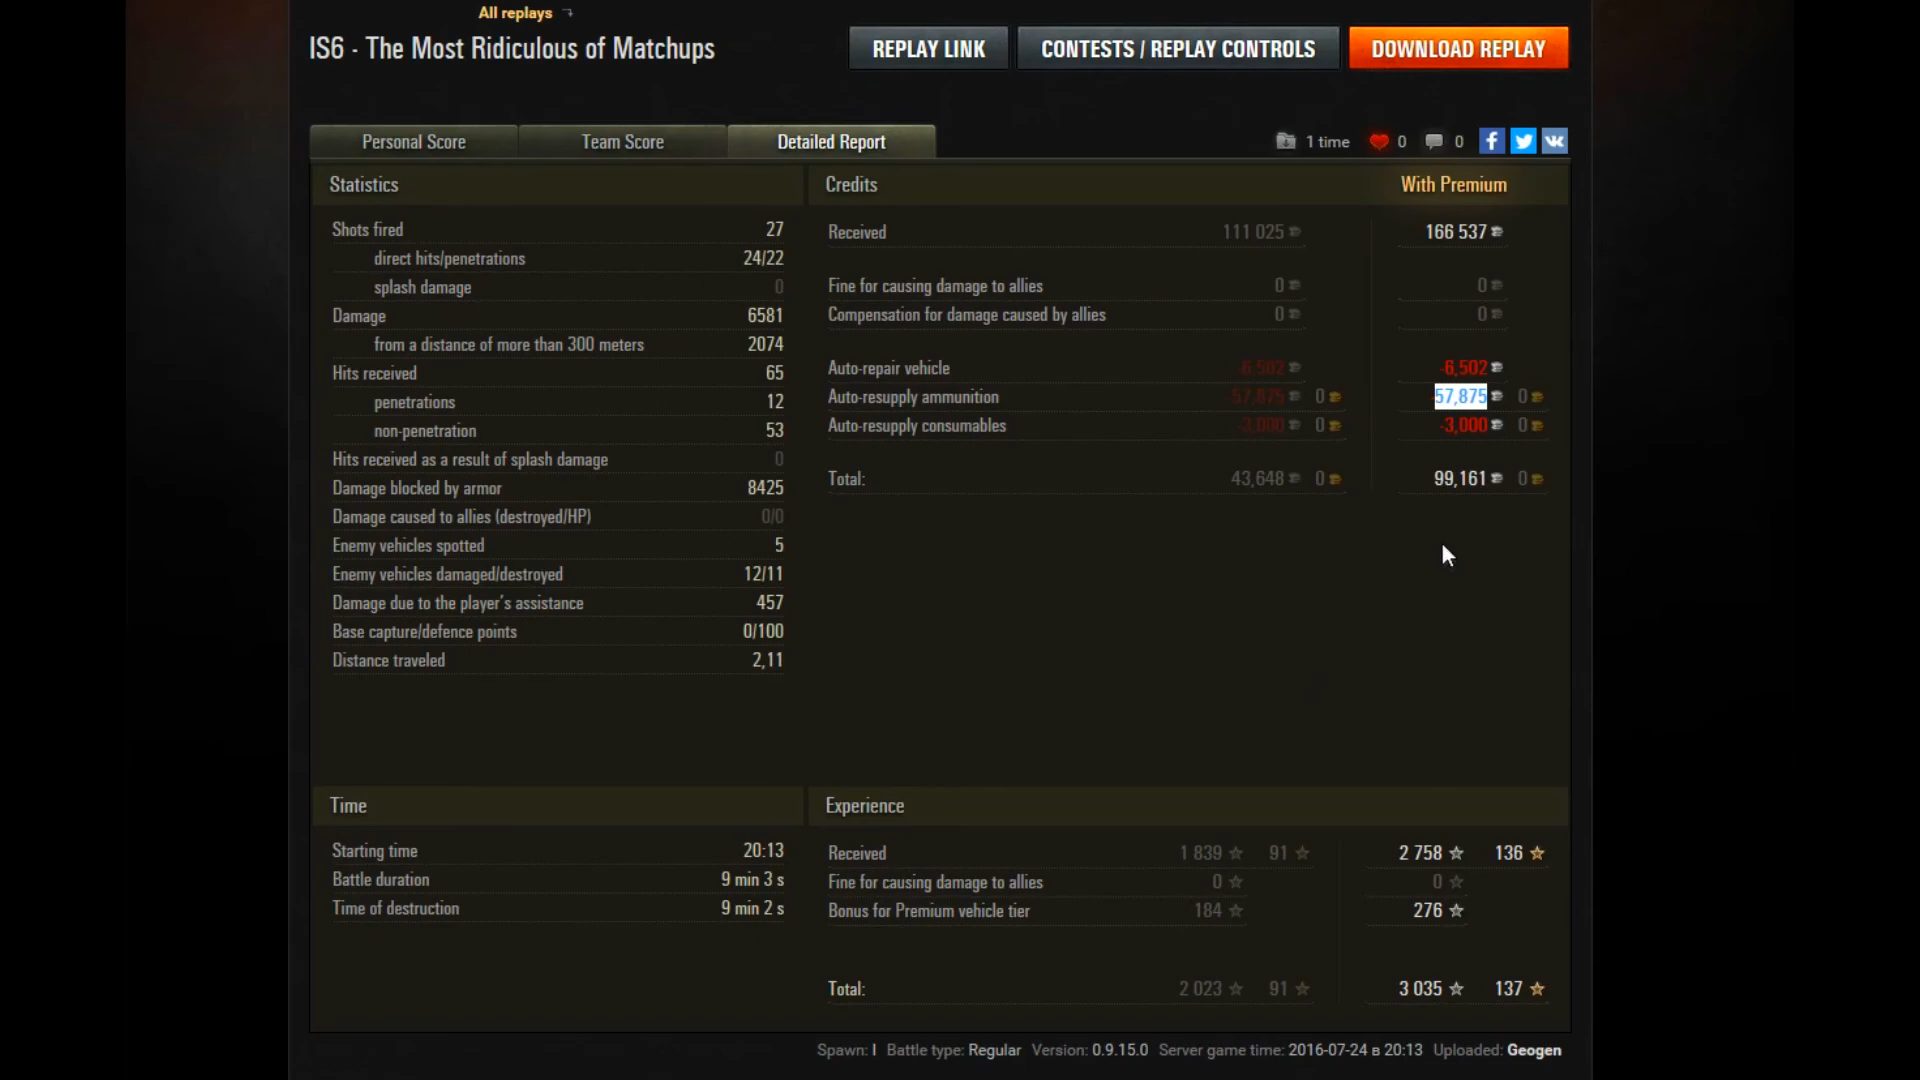 All replays
IS6 - The Most Ridiculous of Matchups
REPLAY LINK
CONTESTS / REPLAY CONTROLS
DOWNLOAD REPLAY
Personal Score
Team Score
Detailed Report
1 time
0
0
Statistics
Shots fired 27
direct hits/penetrations 24/22
splash damage 0
Damage 6581
from a distance of more than 300 meters 2074
Hits received 65
penetrations 12
non-penetration 53
Hits received as a result of splash damage 0
Damage blocked by armor 8425
Damage caused to allies (destroyed/HP) 0/0
Enemy vehicles spotted 5
Enemy vehicles damaged/destroyed 12/11
Damage due to the player's assistance 457
Base capture/defence points 0/100
Distance traveled 2,11
Credits With Premium
Received 111 025 166 537
Fine for causing damage to allies 0 0
Compensation for damage caused by allies 0 0
Auto-repair vehicle -6,502 -6,502
Auto-resupply ammunition -57,875 0 57,875 0
Auto-resupply consumables -3,000 0 -3,000 0
Total: 43,648 0 99,161 0
Time
Starting time 20:13
Battle duration 9 min 3 s
Time of destruction 9 min 2 s
Experience
Received 1 839 91 2 758 136
Fine for causing damage to allies 0 0
Bonus for Premium vehicle tier 184 276
Total: 2 023 91 3 035 137
Spawn: I Battle type: Regular Version: 0.9.15.0 Server game time: 2016-07-24 в 20:13 Uploaded: Geogen